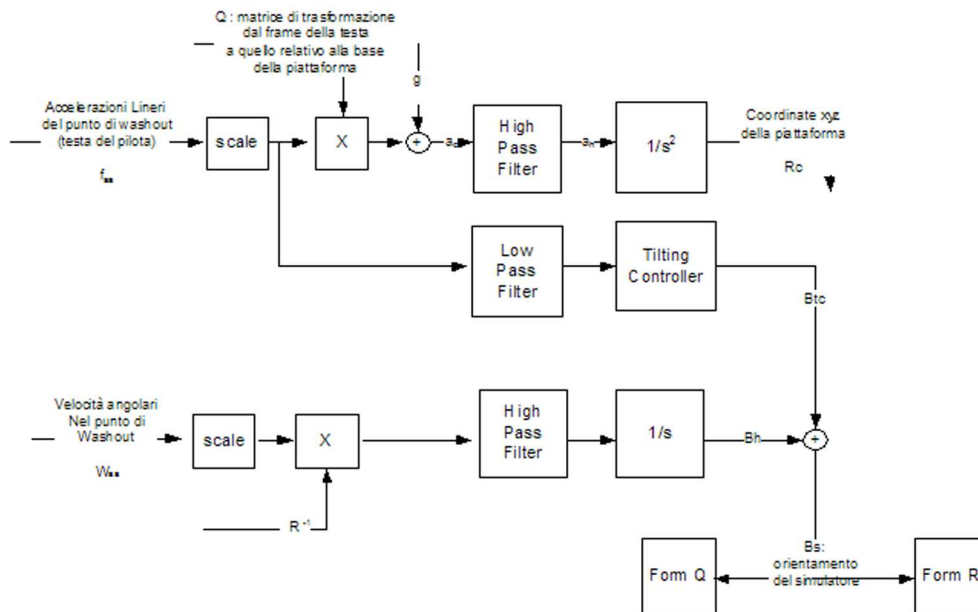 Q : matrice di trasformazione
dal frame della testa
a quello relativo alla base
della piattaforma
g
Accelerazioni Lineri
del punto di washout
(testa del pilota)
scale
X
+
High
Pass
Filter
1/s²
Coordinate xyz
della piattaforma
Rc
Low
Pass
Filter
Tilting
Controller
Btc
Velocità angolari
Nel punto di
Washout
scale
X
High
Pass
Filter
1/s
Bh
+
R⁻¹
Bs:
orientamento
del simulatore
Form Q
Form R